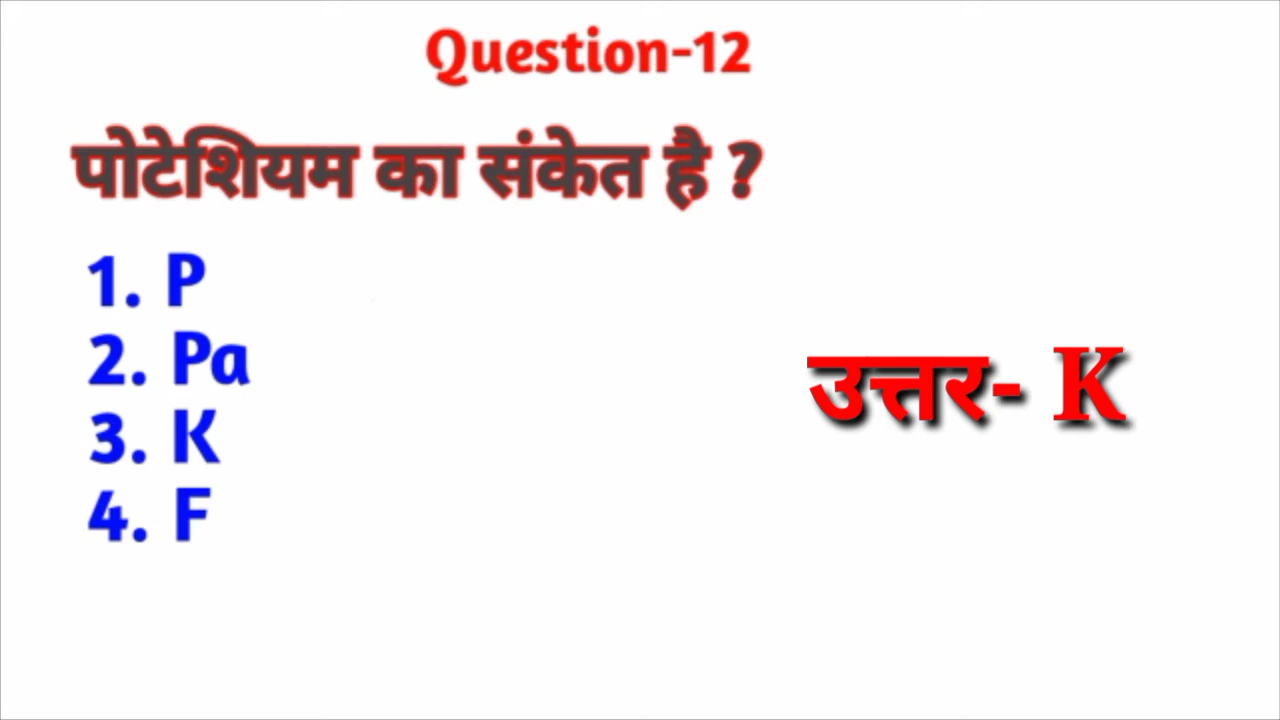 Question-12
पोटेशियम का संकेत है ?
1. P
2. Pa
3. K
4. F
उत्तर- K